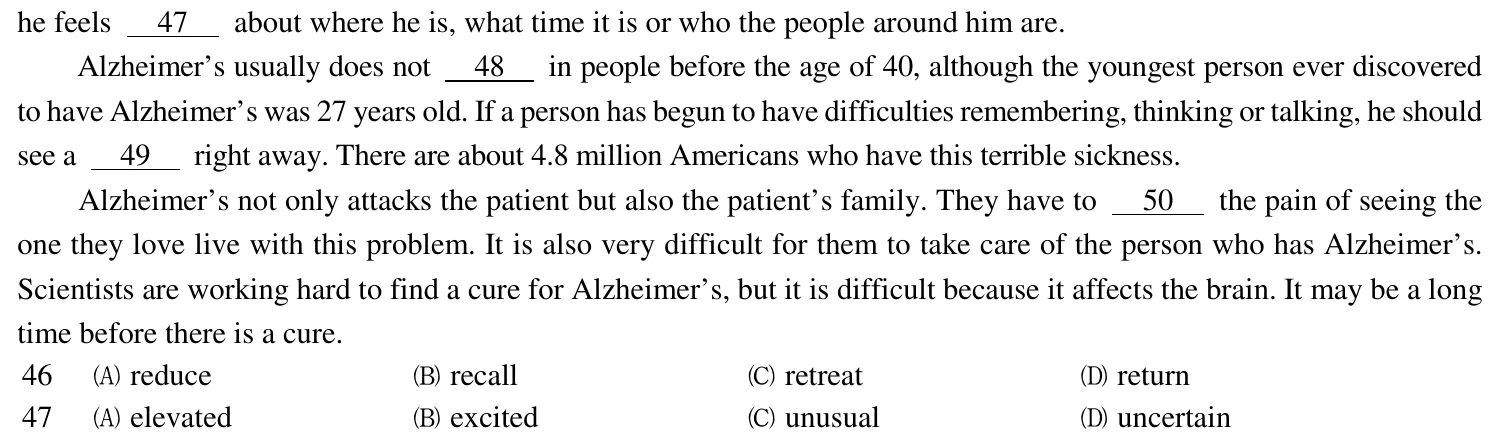 he feels 47 about where he is, what time it is or who the people around him are.
Alzheimer’s usually does not 48 in people before the age of 40, although the youngest person ever discovered
to have Alzheimer’s was 27 years old. If a person has begun to have difficulties remembering, thinking or talking, he should
see a 49 right away. There are about 4.8 million Americans who have this terrible sickness.
Alzheimer’s not only attacks the patient but also the patient’s family. They have to 50 the pain of seeing the
one they love live with this problem. It is also very difficult for them to take care of the person who has Alzheimer’s.
Scientists are working hard to find a cure for Alzheimer’s, but it is difficult because it affects the brain. It may be a long
time before there is a cure.
46 (A) reduce (B) recall (C) retreat (D) return
47 (A) elevated (B) excited (C) unusual (D) uncertain